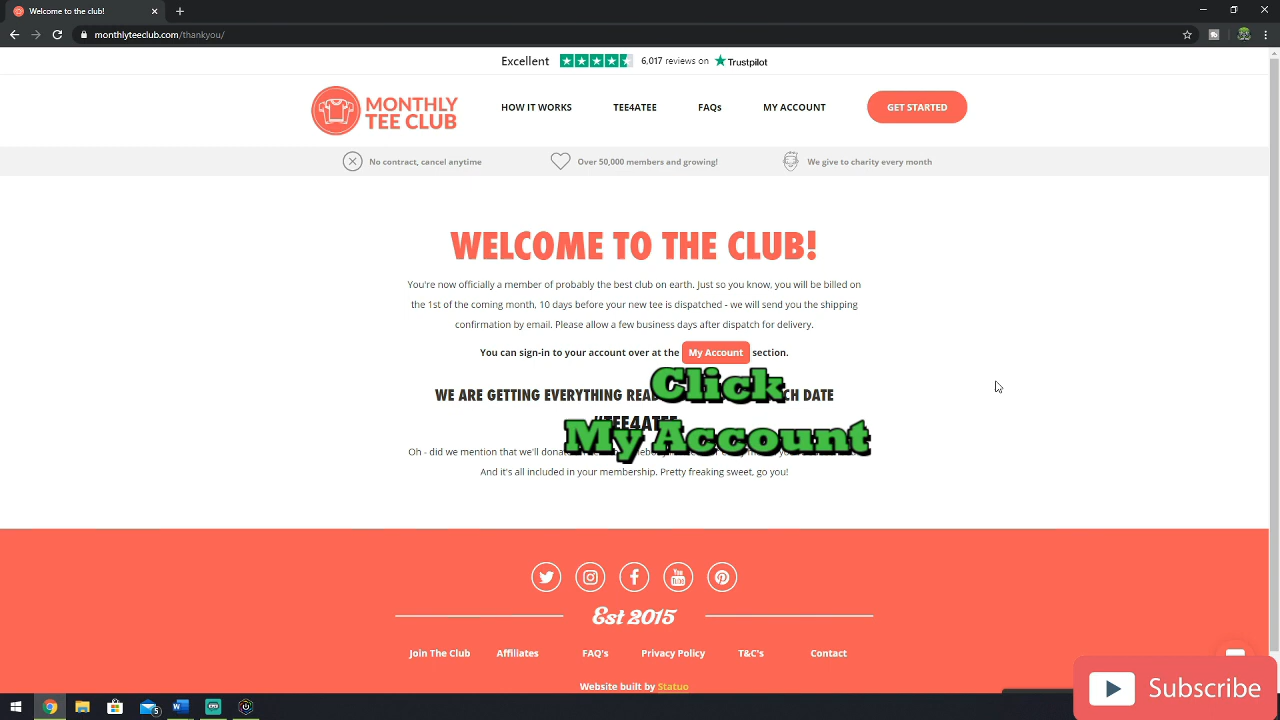 Welcome to the club!
monthlyteeclub.com/thankyou/
Excellent 6,017 reviews on Trustpilot
MONTHLY
TEE CLUB
HOW IT WORKS TEE4ATEE FAQs MY ACCOUNT GET STARTED
No contract, cancel anytime Over 50,000 members and growing! We give to charity every month
WELCOME TO THE CLUB!
You're now officially a member of probably the best club on earth. Just so you know, you will be billed on
the 1st of the coming month, 10 days before your new tee is dispatched - we will send you the shipping
confirmation by email. Please allow a few business days after dispatch for delivery.
You can sign-in to your account over at the My Account section.
Click
WE ARE GETTING EVERYTHING DATE
#TEE4ATEE
My Account
Oh - did we mention that we'll
And it's all included in your membership. Pretty freaking sweet, go you!
You Tube
Est 2015
Join The Club Affiliates FAQ's Privacy Policy T&C's Contact
Website built by Statuo
Subscribe